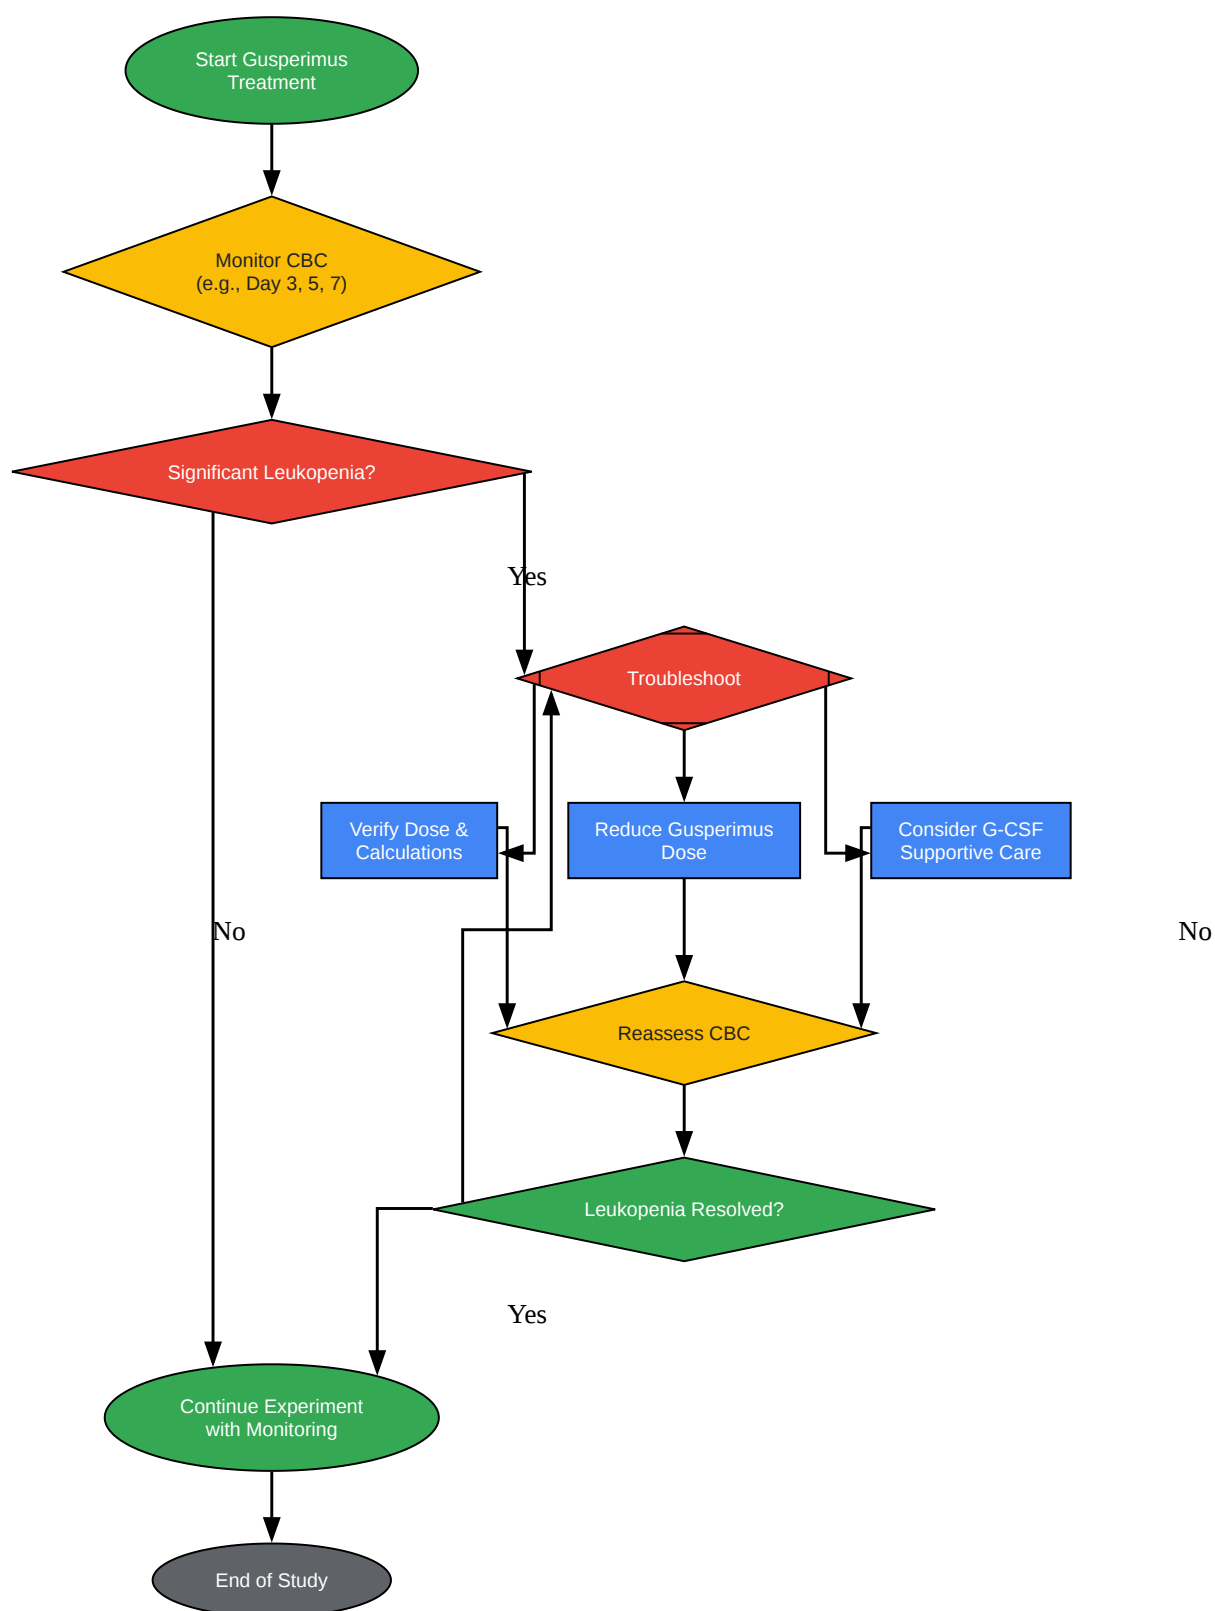 Start Gusperimus
Treatment
Monitor CBC
(e.g., Day 3, 5, 7)
Significant Leukopenia?
Yes
Troubleshoot
Verify Dose &
Calculations
Reduce Gusperimus
Dose
Consider G-CSF
Supportive Care
No
No
Reassess CBC
Leukopenia Resolved?
Yes
Continue Experiment
with Monitoring
End of Study